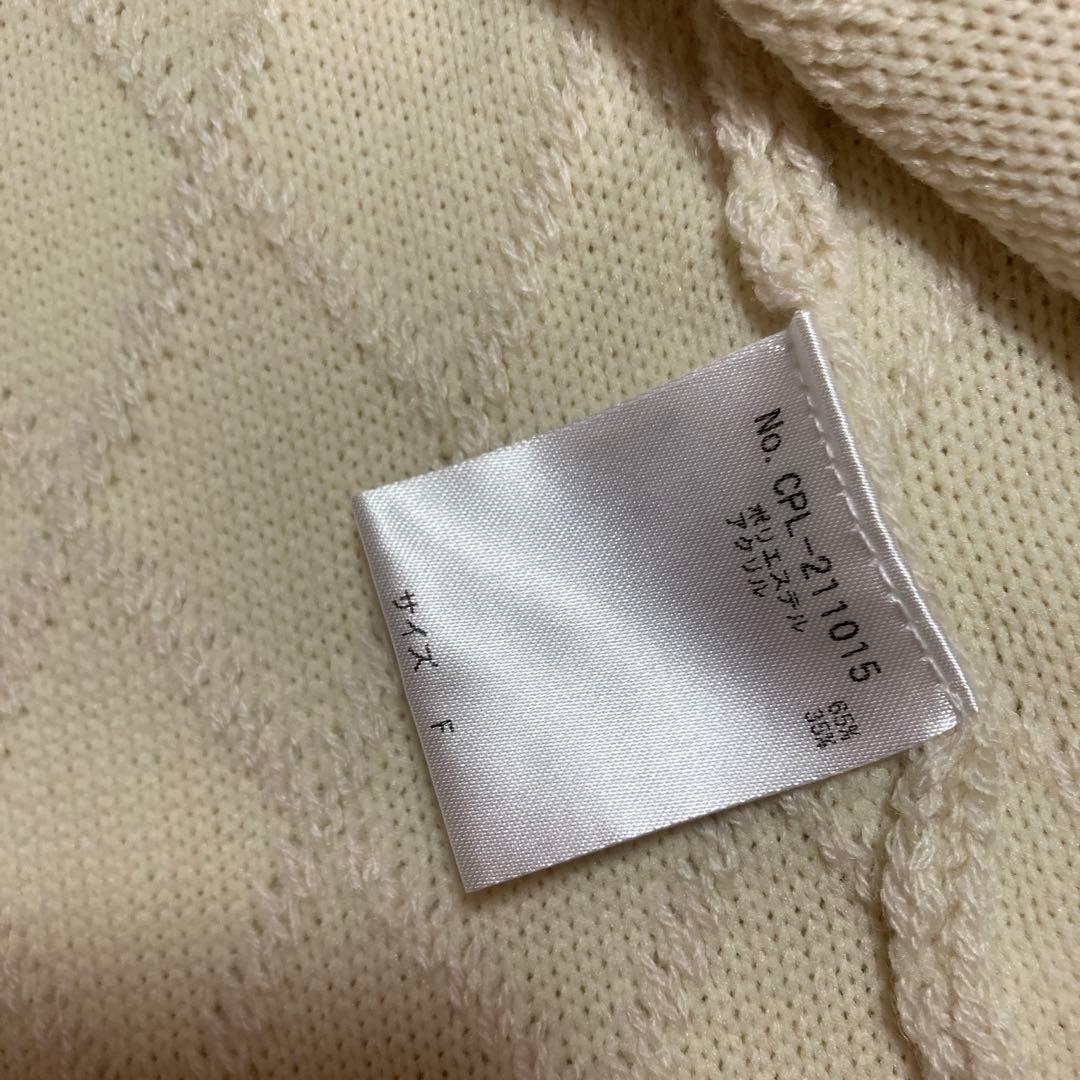 No. CPL-211015
ポリエステル 65%
アクリル 35%
サイズ F